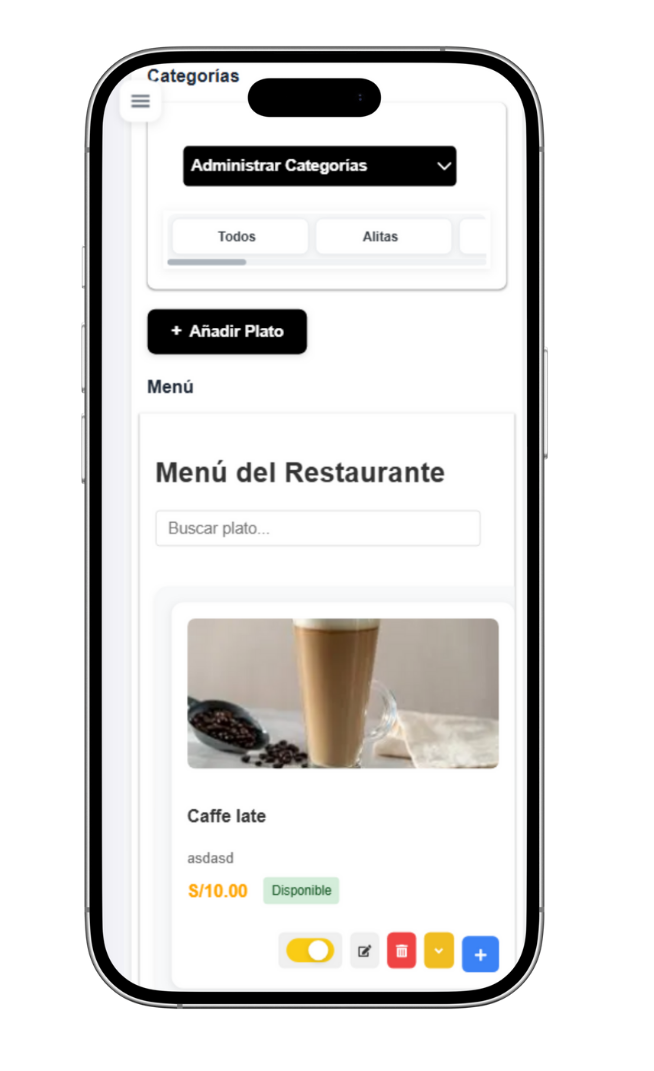 Categorías
Administrar Categorías
Todos Alitas
+ Añadir Plato
Menú
Menú del Restaurante
Buscar plato...
Caffe late
asdasd
S/10.00 Disponible
+